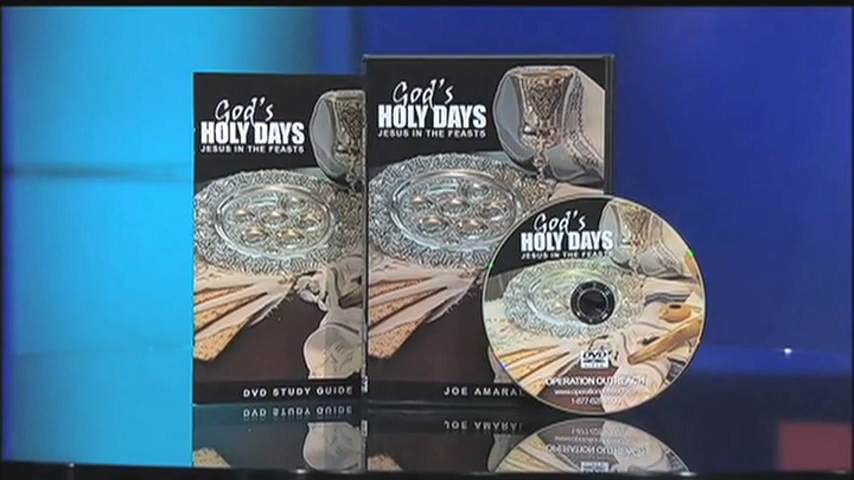 God's
HOLY DAYS
JESUS IN THE FEASTS
DVD STUDY GUIDE
God's
HOLY DAYS
JESUS IN THE FEASTS
JOE AMARAL
God's
HOLY DAYS
JESUS IN THE FEASTS
DVD
OPERATION OUTREACH